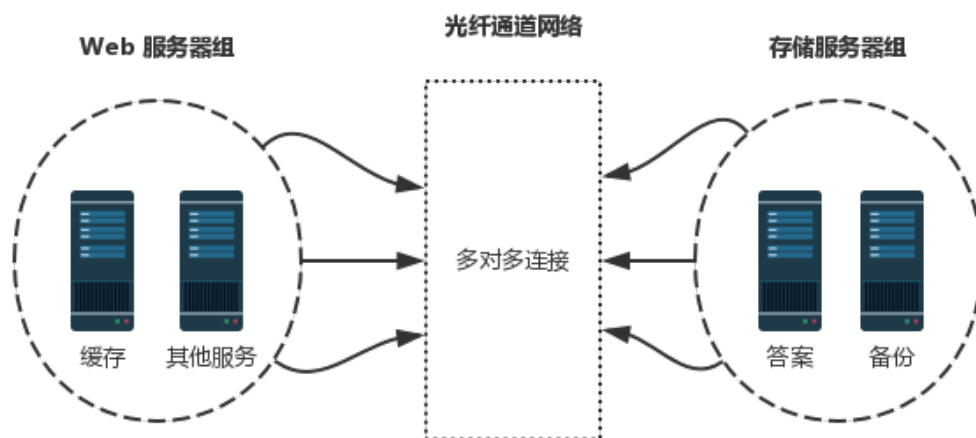 Web 服务器组
光纤通道网络
存储服务器组
多对多连接
缓存
其他服务
答案
备份